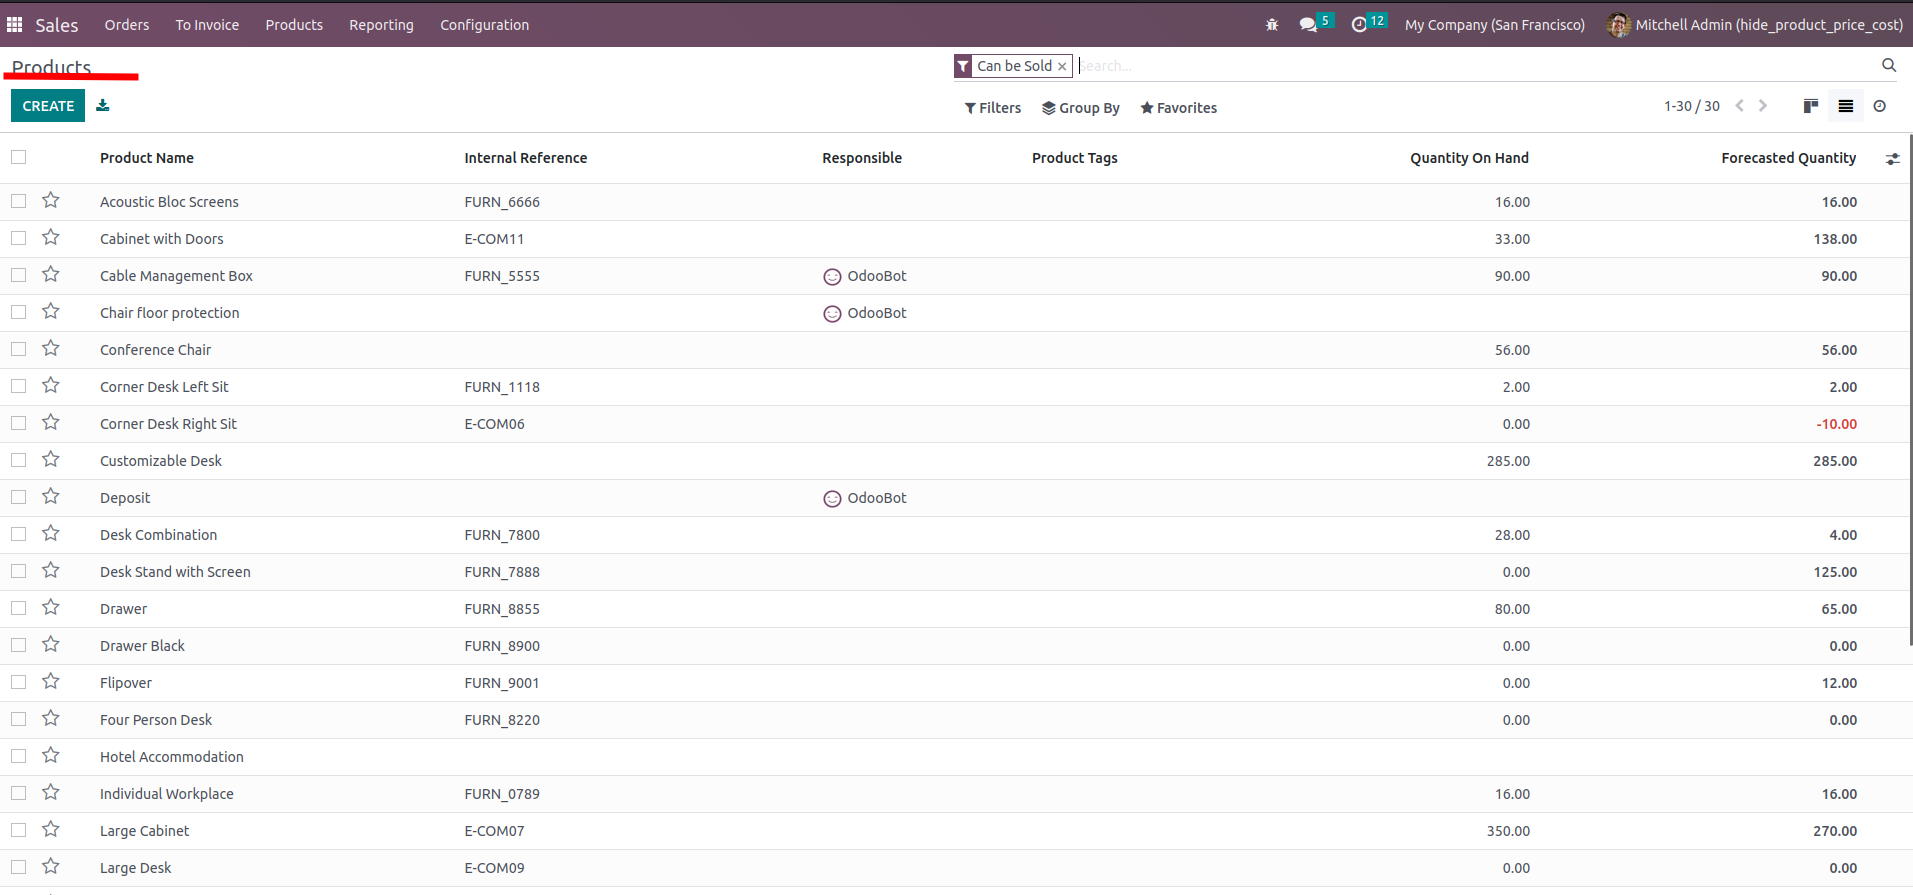 Sales Orders To Invoice Products Reporting Configuration 5 12 My Company (San Francisco) Mitchell Admin (hide_product_price_cost)
Products Can be Sold × Search...
CREATE Filters Group By Favorites 1-30 / 30
Product Name Internal Reference Responsible Product Tags Quantity On Hand Forecasted Quantity
Acoustic Bloc Screens FURN_6666 16.00 16.00
Cabinet with Doors E-COM11 33.00 138.00
Cable Management Box FURN_5555 OdooBot 90.00 90.00
Chair floor protection OdooBot
Conference Chair 56.00 56.00
Corner Desk Left Sit FURN_1118 2.00 2.00
Corner Desk Right Sit E-COM06 0.00 -10.00
Customizable Desk 285.00 285.00
Deposit OdooBot
Desk Combination FURN_7800 28.00 4.00
Desk Stand with Screen FURN_7888 0.00 125.00
Drawer FURN_8855 80.00 65.00
Drawer Black FURN_8900 0.00 0.00
Flipover FURN_9001 0.00 12.00
Four Person Desk FURN_8220 0.00 0.00
Hotel Accommodation
Individual Workplace FURN_0789 16.00 16.00
Large Cabinet E-COM07 350.00 270.00
Large Desk E-COM09 0.00 0.00